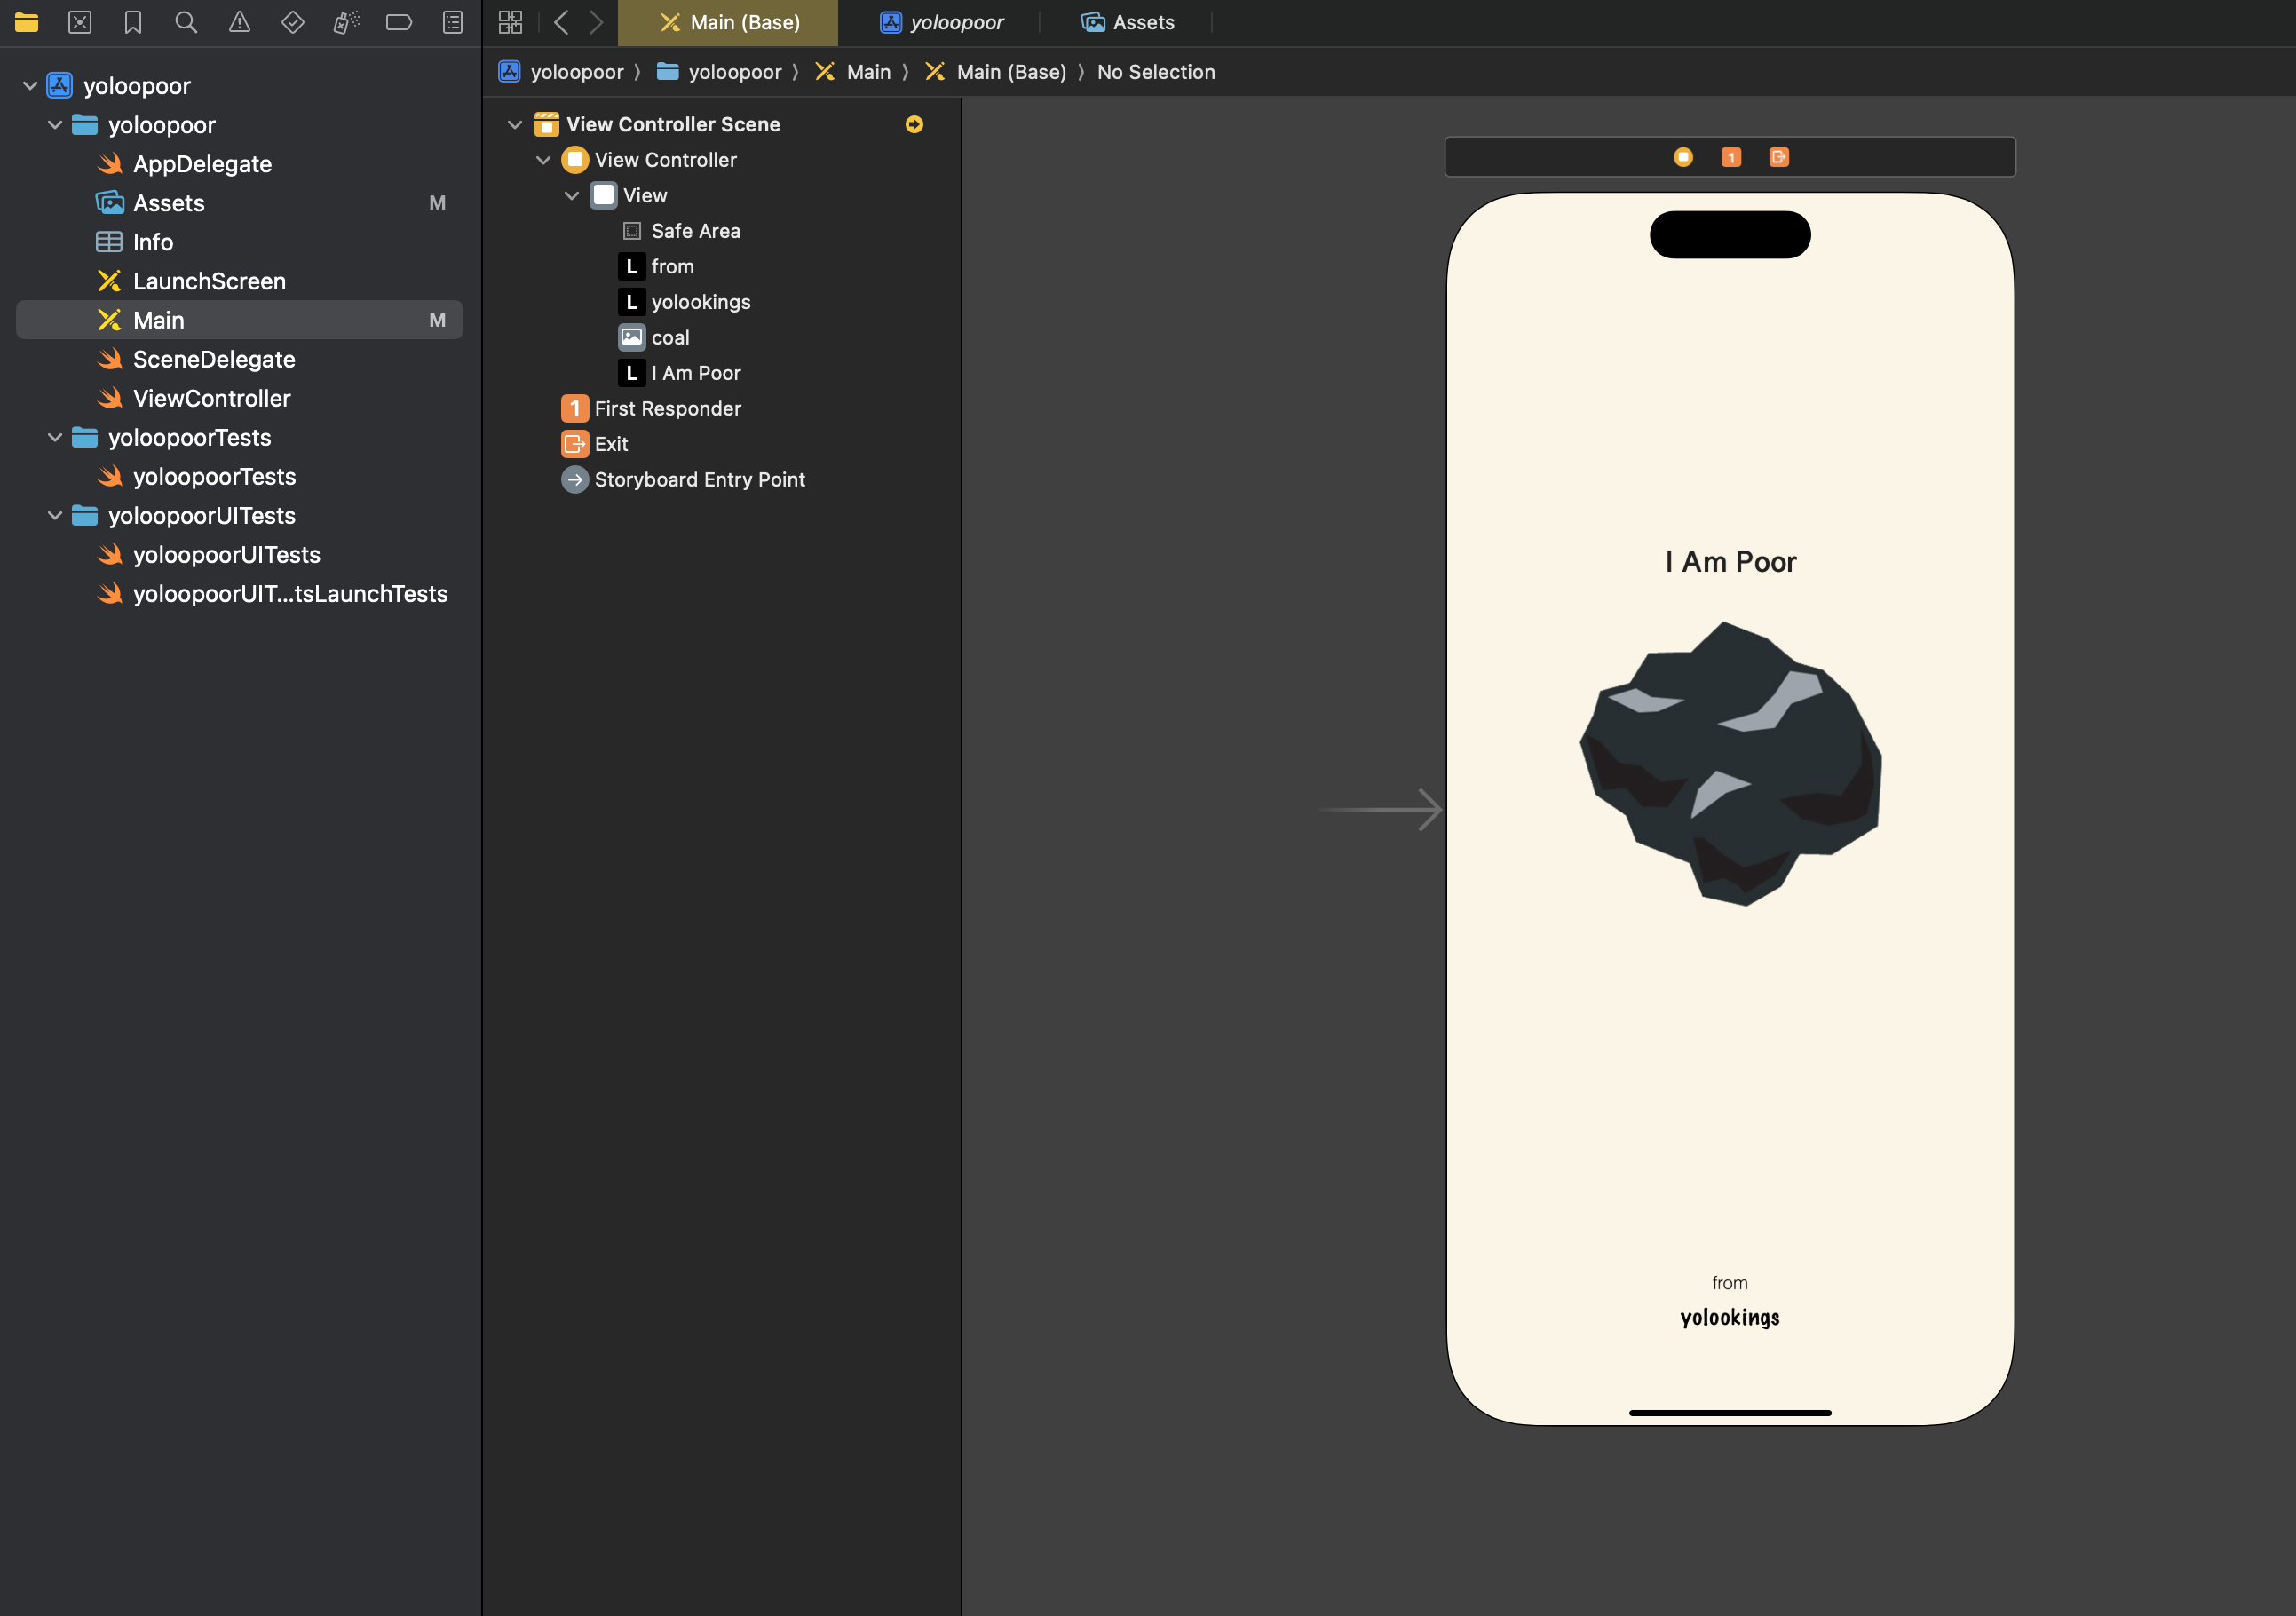 Main (Base)
yoloopoor
Assets
yoloopoor
yoloopoor
Main
Main (Base)
No Selection
yoloopoor
yoloopoor
AppDelegate
Assets
M
Info
LaunchScreen
Main
M
SceneDelegate
ViewController
yoloopoorTests
yoloopoorTests
yoloopoorUITests
yoloopoorUITests
yoloopoorUIT...tsLaunchTests
View Controller Scene
View Controller
View
Safe Area
L from
L yolookings
coal
L I Am Poor
1 First Responder
Exit
Storyboard Entry Point
1
I Am Poor
from
yolookings